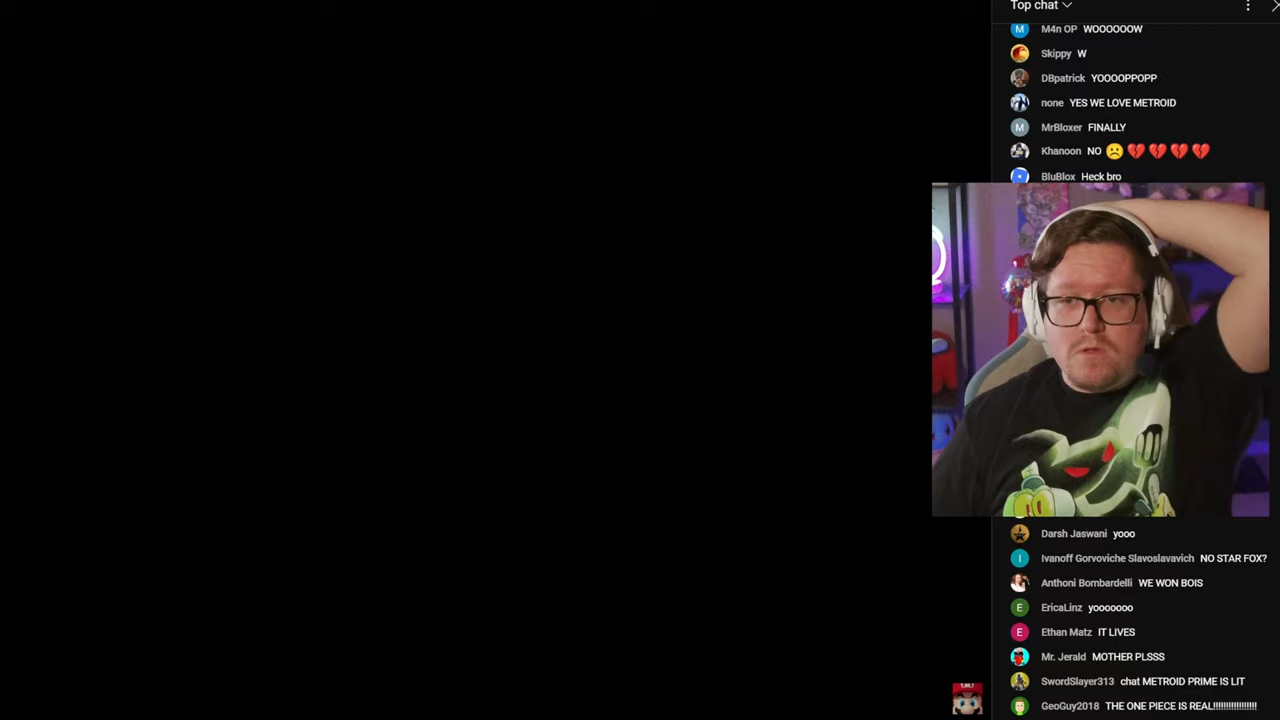 Top chat
M4n OP WOOOOOW
Skippy W
DBpatrick YOOOOPPOPP
none YES WE LOVE METROID
MrBloxer FINALLY
Khanoon NO ☹️ 💔 💔 💔 💔
BluBlox Heck bro
Darsh Jaswani yooo
Ivanoff Gorvoviche Slavoslavavich NO STAR FOX?
Anthoni Bombardelli WE WON BOIS
EricaLinz yooooooo
Ethan Matz IT LIVES
Mr. Jerald MOTHER PLSSS
SwordSlayer313 chat METROID PRIME IS LIT
GeoGuy2018 THE ONE PIECE IS REAL!!!!!!!!!!!!!!!!!